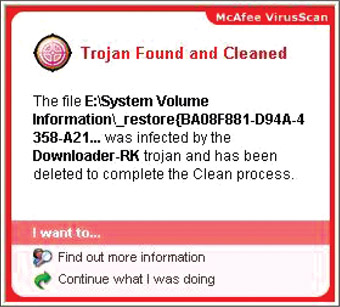 McAfee VirusScan
Trojan Found and Cleaned
The file E:\System Volume
Information\_restore{BA08F881-D94A-4
358-A21... was infected by the
Downloader-RK trojan and has been
deleted to complete the Clean process.
I want to...
Find out more information
Continue what I was doing